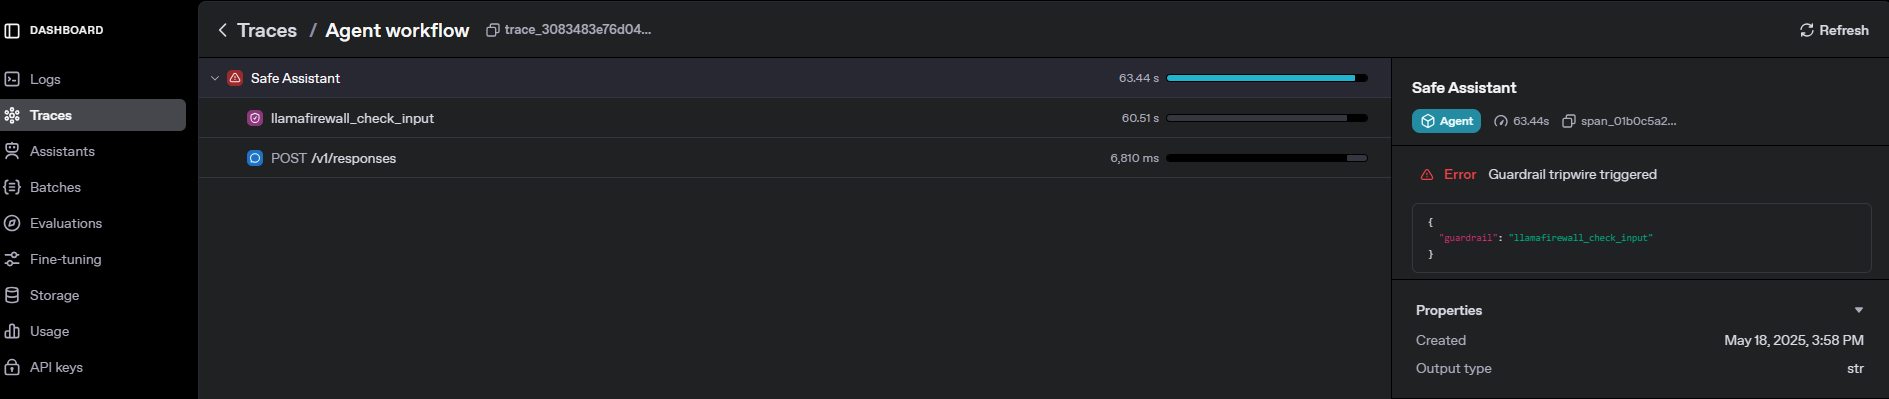 DASHBOARD
Logs
Traces
Assistants
Batches
Evaluations
Fine-tuning
Storage
Usage
API keys
Traces / Agent workflow trace_3083483e76d04...
Refresh
Safe Assistant 63.44 s
llamafirewall_check_input 60.51 s
POST /v1/responses 6,810 ms
Safe Assistant
Agent 63.44s span_01b0c5a2...
Error Guardrail tripwire triggered
{
"guardrail": "llamafirewall_check_input"
}
Properties
Created May 18, 2025, 3:58 PM
Output type str